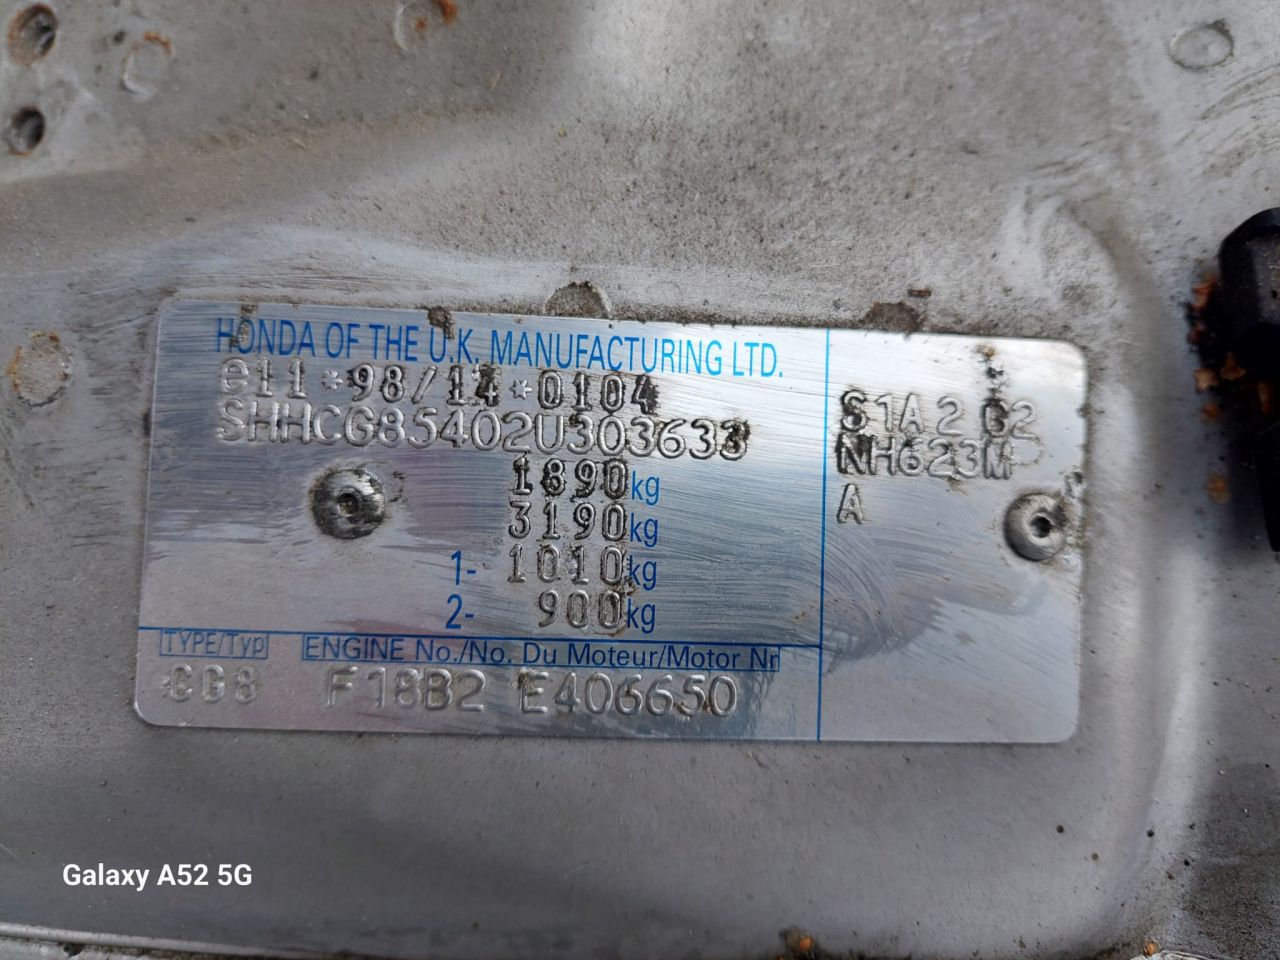 HONDA OF THE U.K. MANUFACTURING LTD.
e11*98/14*0104
SHHCG85402U303633
1890kg
3190kg
1- 1010kg
2- 900kg
TYPE/Typ ENGINE No./No. Du Moteur/Motor Nr
CG8 F18B2 E406650
S1A 2 G2
NH623M
A
Galaxy A52 5G